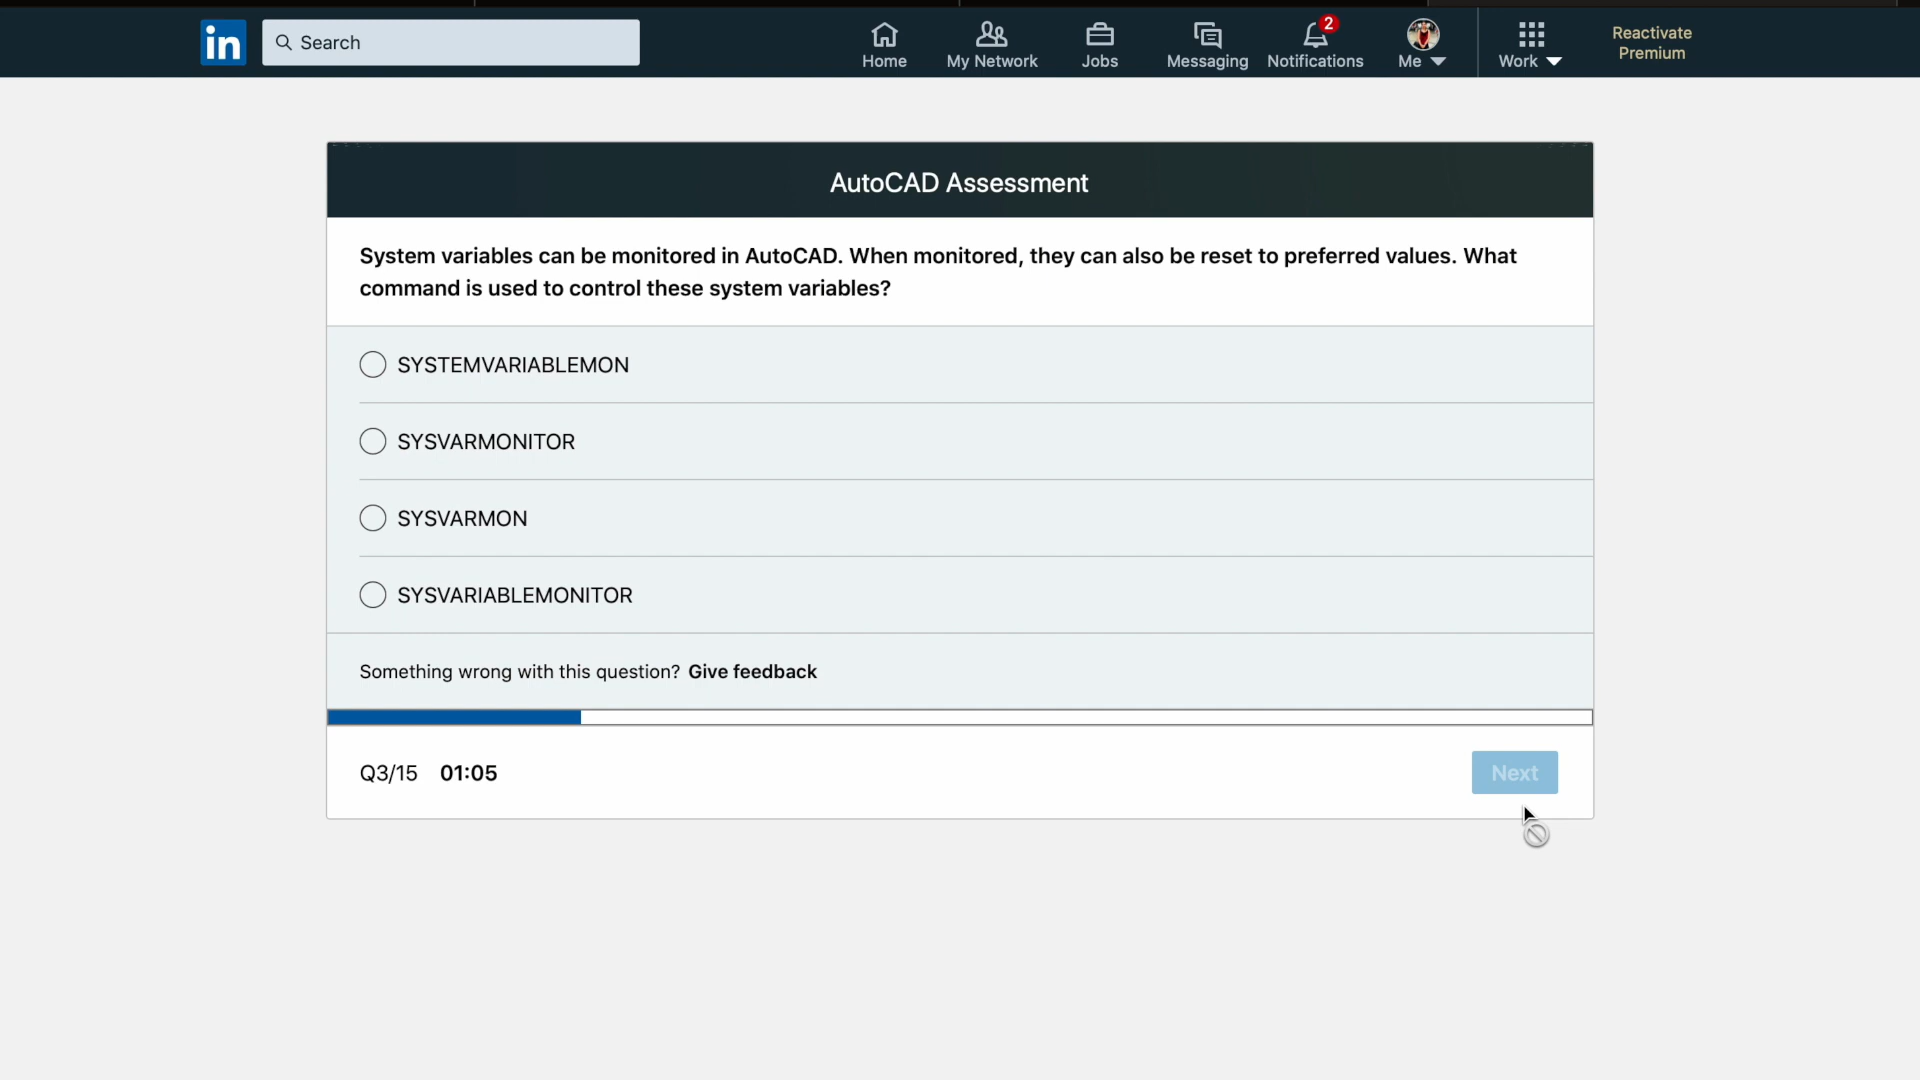 in
Search
Home
My Network
Jobs
Messaging
2
Notifications
Me
Work
Reactivate
Premium
AutoCAD Assessment
System variables can be monitored in AutoCAD. When monitored, they can also be reset to preferred values. What
command is used to control these system variables?
SYSTEMVARIABLEMON
SYSVARMONITOR
SYSVARMON
SYSVARIABLEMONITOR
Something wrong with this question? Give feedback
Q3/15 01:05
Next